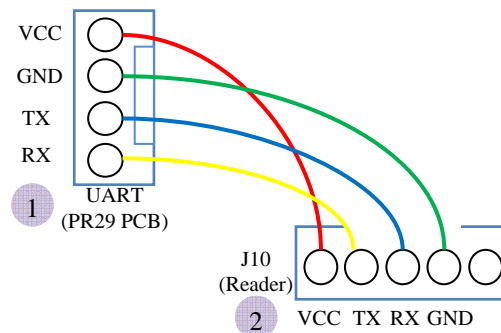 VCC
GND
TX
RX
1
UART
(PR29 PCB)
J10
(Reader)
2
VCC TX RX GND